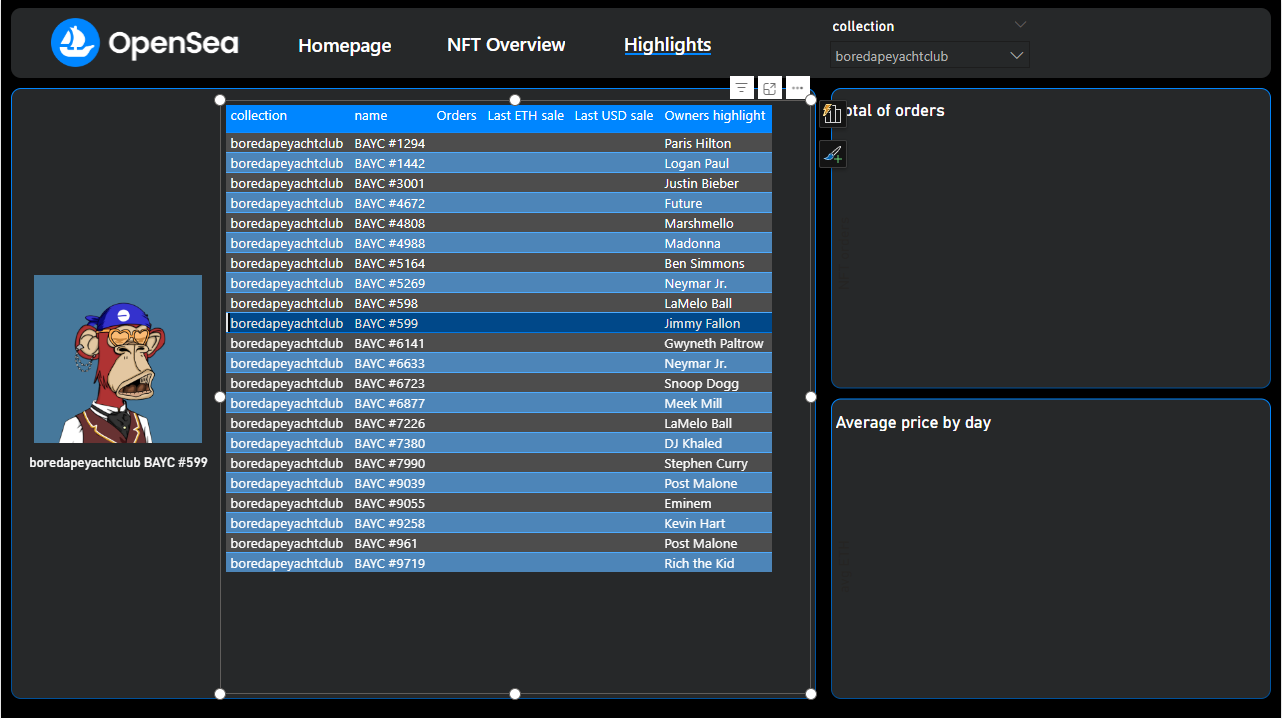 OpenSea Homepage NFT Overview Highlights
collection
boredapeyachtclub
collection name Orders Last ETH sale Last USD sale Owners highlight
boredapeyachtclub BAYC #1294 Paris Hilton
boredapeyachtclub BAYC #1442 Logan Paul
boredapeyachtclub BAYC #3001 Justin Bieber
boredapeyachtclub BAYC #4672 Future
boredapeyachtclub BAYC #4808 Marshmello
boredapeyachtclub BAYC #4988 Madonna
boredapeyachtclub BAYC #5164 Ben Simmons
boredapeyachtclub BAYC #5269 Neymar Jr.
boredapeyachtclub BAYC #598 LaMelo Ball
boredapeyachtclub BAYC #599 Jimmy Fallon
boredapeyachtclub BAYC #6141 Gwyneth Paltrow
boredapeyachtclub BAYC #6633 Neymar Jr.
boredapeyachtclub BAYC #6723 Snoop Dogg
boredapeyachtclub BAYC #6877 Meek Mill
boredapeyachtclub BAYC #7226 LaMelo Ball
boredapeyachtclub BAYC #7380 DJ Khaled
boredapeyachtclub BAYC #7990 Stephen Curry
boredapeyachtclub BAYC #9039 Post Malone
boredapeyachtclub BAYC #9055 Eminem
boredapeyachtclub BAYC #9258 Kevin Hart
boredapeyachtclub BAYC #961 Post Malone
boredapeyachtclub BAYC #9719 Rich the Kid
boredapeyachtclub BAYC #599
otal of orders
Average price by day